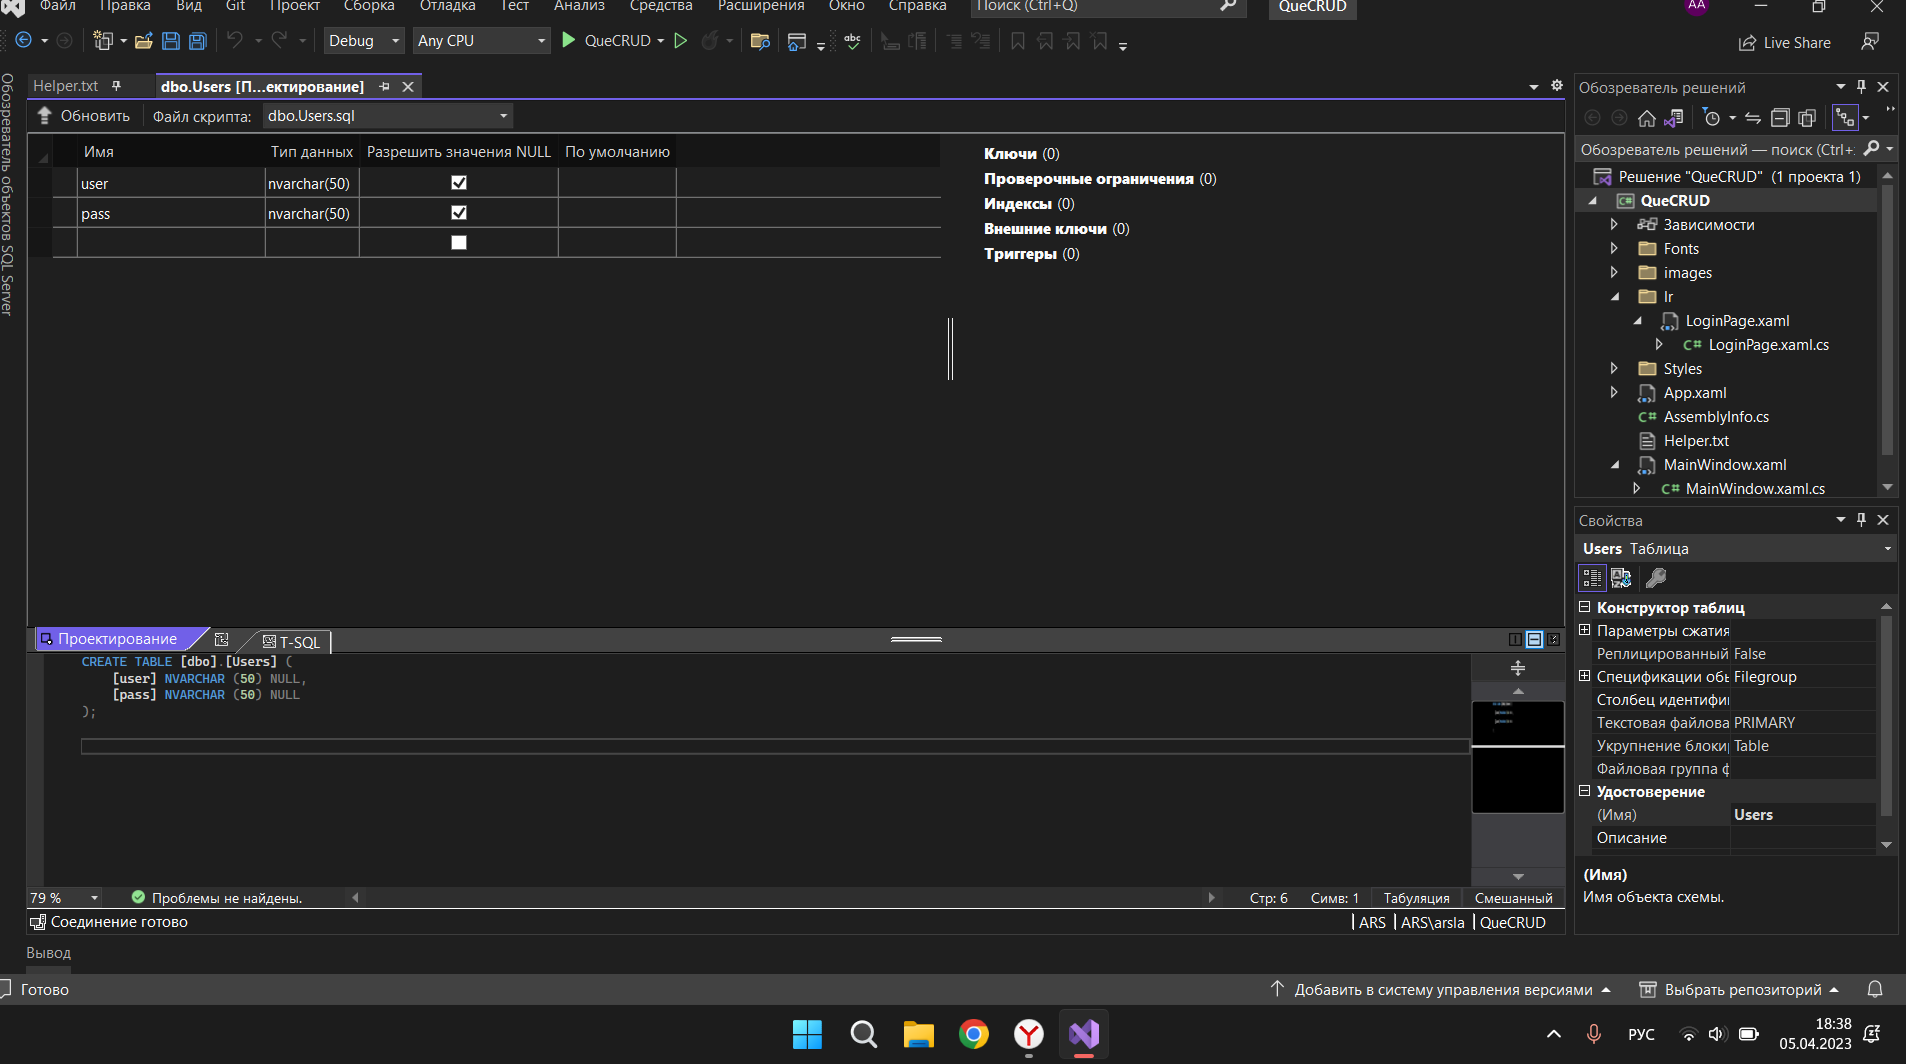 Файл Правка Вид Git Проект Сборка Отладка Тест Анализ Средства Расширения Окно Справка Поиск (Ctrl+Q) QueCRUD AA
Debug Any CPU QueCRUD abc Live Share
Обозреватель объектов SQL Server
Helper.txt dbo.Users [П...ектирование]
Обновить Файл скрипта: dbo.Users.sql
Имя Тип данных Разрешить значения NULL По умолчанию
user nvarchar(50)
pass nvarchar(50)
Ключи (0)
Проверочные ограничения (0)
Индексы (0)
Внешние ключи (0)
Триггеры (0)
Проектирование T-SQL
CREATE TABLE [dbo].[Users] (
[user] NVARCHAR (50) NULL,
[pass] NVARCHAR (50) NULL
);
79 % Проблемы не найдены. Стр: 6 Симв: 1 Табуляция Смешанный
Соединение готово ARS ARS\arsla QueCRUD
Вывод
Обозреватель решений
Обозреватель решений — поиск (Ctrl+
Решение "QueCRUD" (1 проекта 1)
QueCRUD
Зависимости
Fonts
images
Ir
LoginPage.xaml
LoginPage.xaml.cs
Styles
App.xaml
AssemblyInfo.cs
Helper.txt
MainWindow.xaml
MainWindow.xaml.cs
Свойства
Users Таблица
Конструктор таблиц
Параметры сжатия
Реплицированный False
Спецификации обы Filegroup
Столбец идентифи
Текстовая файлова PRIMARY
Укрупнение блоки Table
Файловая группа ф
Удостоверение
(Имя) Users
Описание
(Имя)
Имя объекта схемы.
Готово Добавить в систему управления версиями Выбрать репозиторий
РУС 18:38
05.04.2023